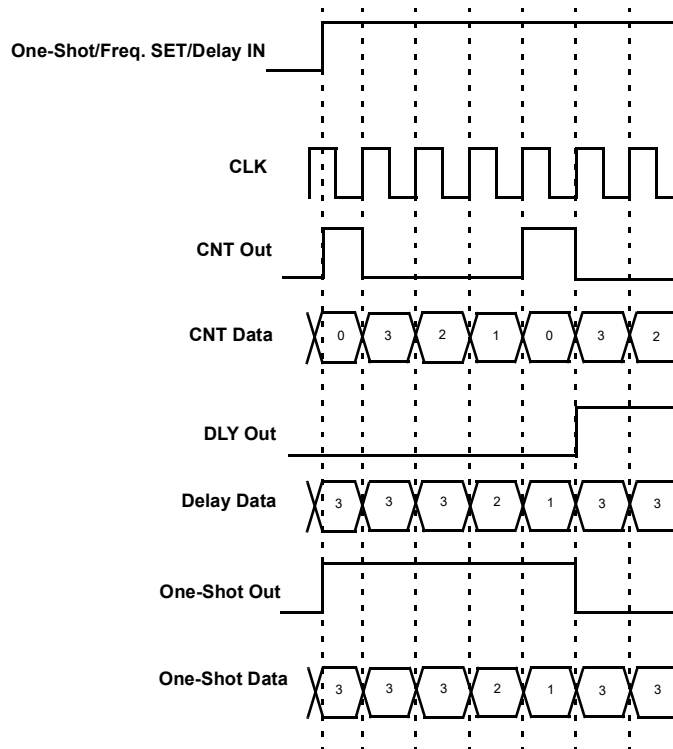 One-Shot/Freq. SET/Delay IN
CLK
CNT Out
CNT Data 0 3 2 1 0 3 2
DLY Out
Delay Data 3 3 3 2 1 3 3
One-Shot Out
One-Shot Data 3 3 3 2 1 3 3